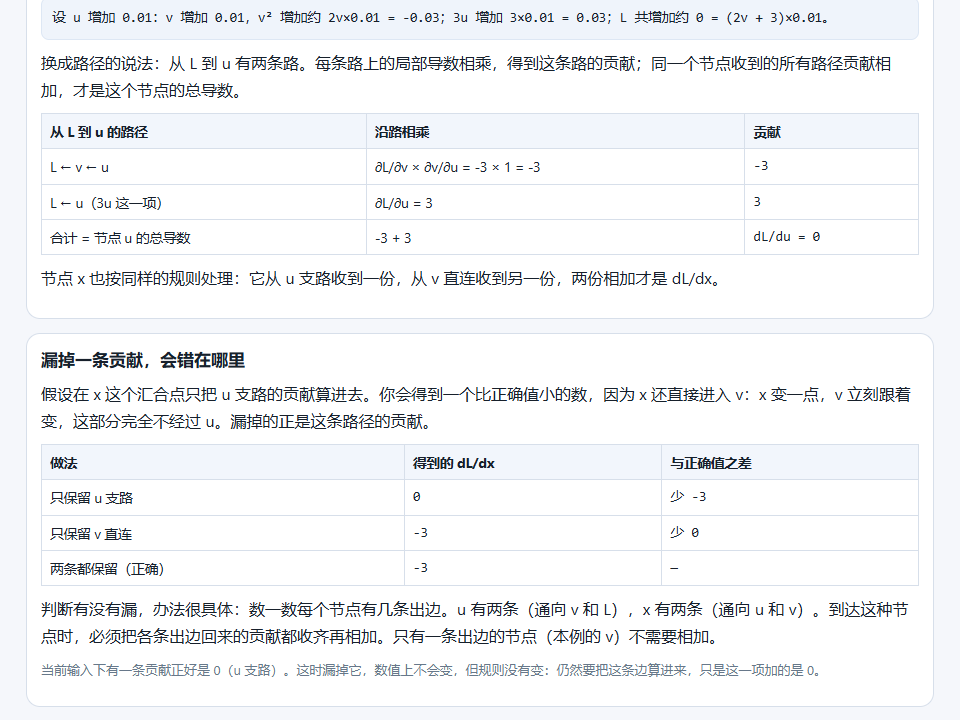 设 u 增加 0.01：v 增加 0.01，v² 增加约 2v×0.01 = -0.03；3u 增加 3×0.01 = 0.03；L 共增加约 0 = (2v + 3)×0.01。
换成路径的说法：从 L 到 u 有两条路。每条路上的局部导数相乘，得到这条路的贡献；同一个节点收到的所有路径贡献相
加，才是这个节点的总导数。
从 L 到 u 的路径 沿路相乘 贡献
L ← v ← u ∂L/∂v × ∂v/∂u = -3 × 1 = -3 -3
L ← u（3u 这一项） ∂L/∂u = 3 3
合计 = 节点 u 的总导数 -3 + 3 dL/du = 0
节点 x 也按同样的规则处理：它从 u 支路收到一份，从 v 直连收到另一份，两份相加才是 dL/dx。
漏掉一条贡献，会错在哪里
假设在 x 这个汇合点只把 u 支路的贡献算进去。你会得到一个比正确值小的数，因为 x 还直接进入 v：x 变一点，v 立刻跟着
变，这部分完全不经过 u。漏掉的正是这条路径的贡献。
做法 得到的 dL/dx 与正确值之差
只保留 u 支路 0 少 -3
只保留 v 直连 -3 少 0
两条都保留（正确） -3 —
判断有没有漏，办法很具体：数一数每个节点有几条出边。u 有两条（通向 v 和 L），x 有两条（通向 u 和 v）。到达这种节
点时，必须把各条出边回来的贡献都收齐再相加。只有一条出边的节点（本例的 v）不需要相加。
当前输入下有一条贡献正好是 0（u 支路）。这时漏掉它，数值上不会变，但规则没有变：仍然要把这条边算进来，只是这一项加的是 0。